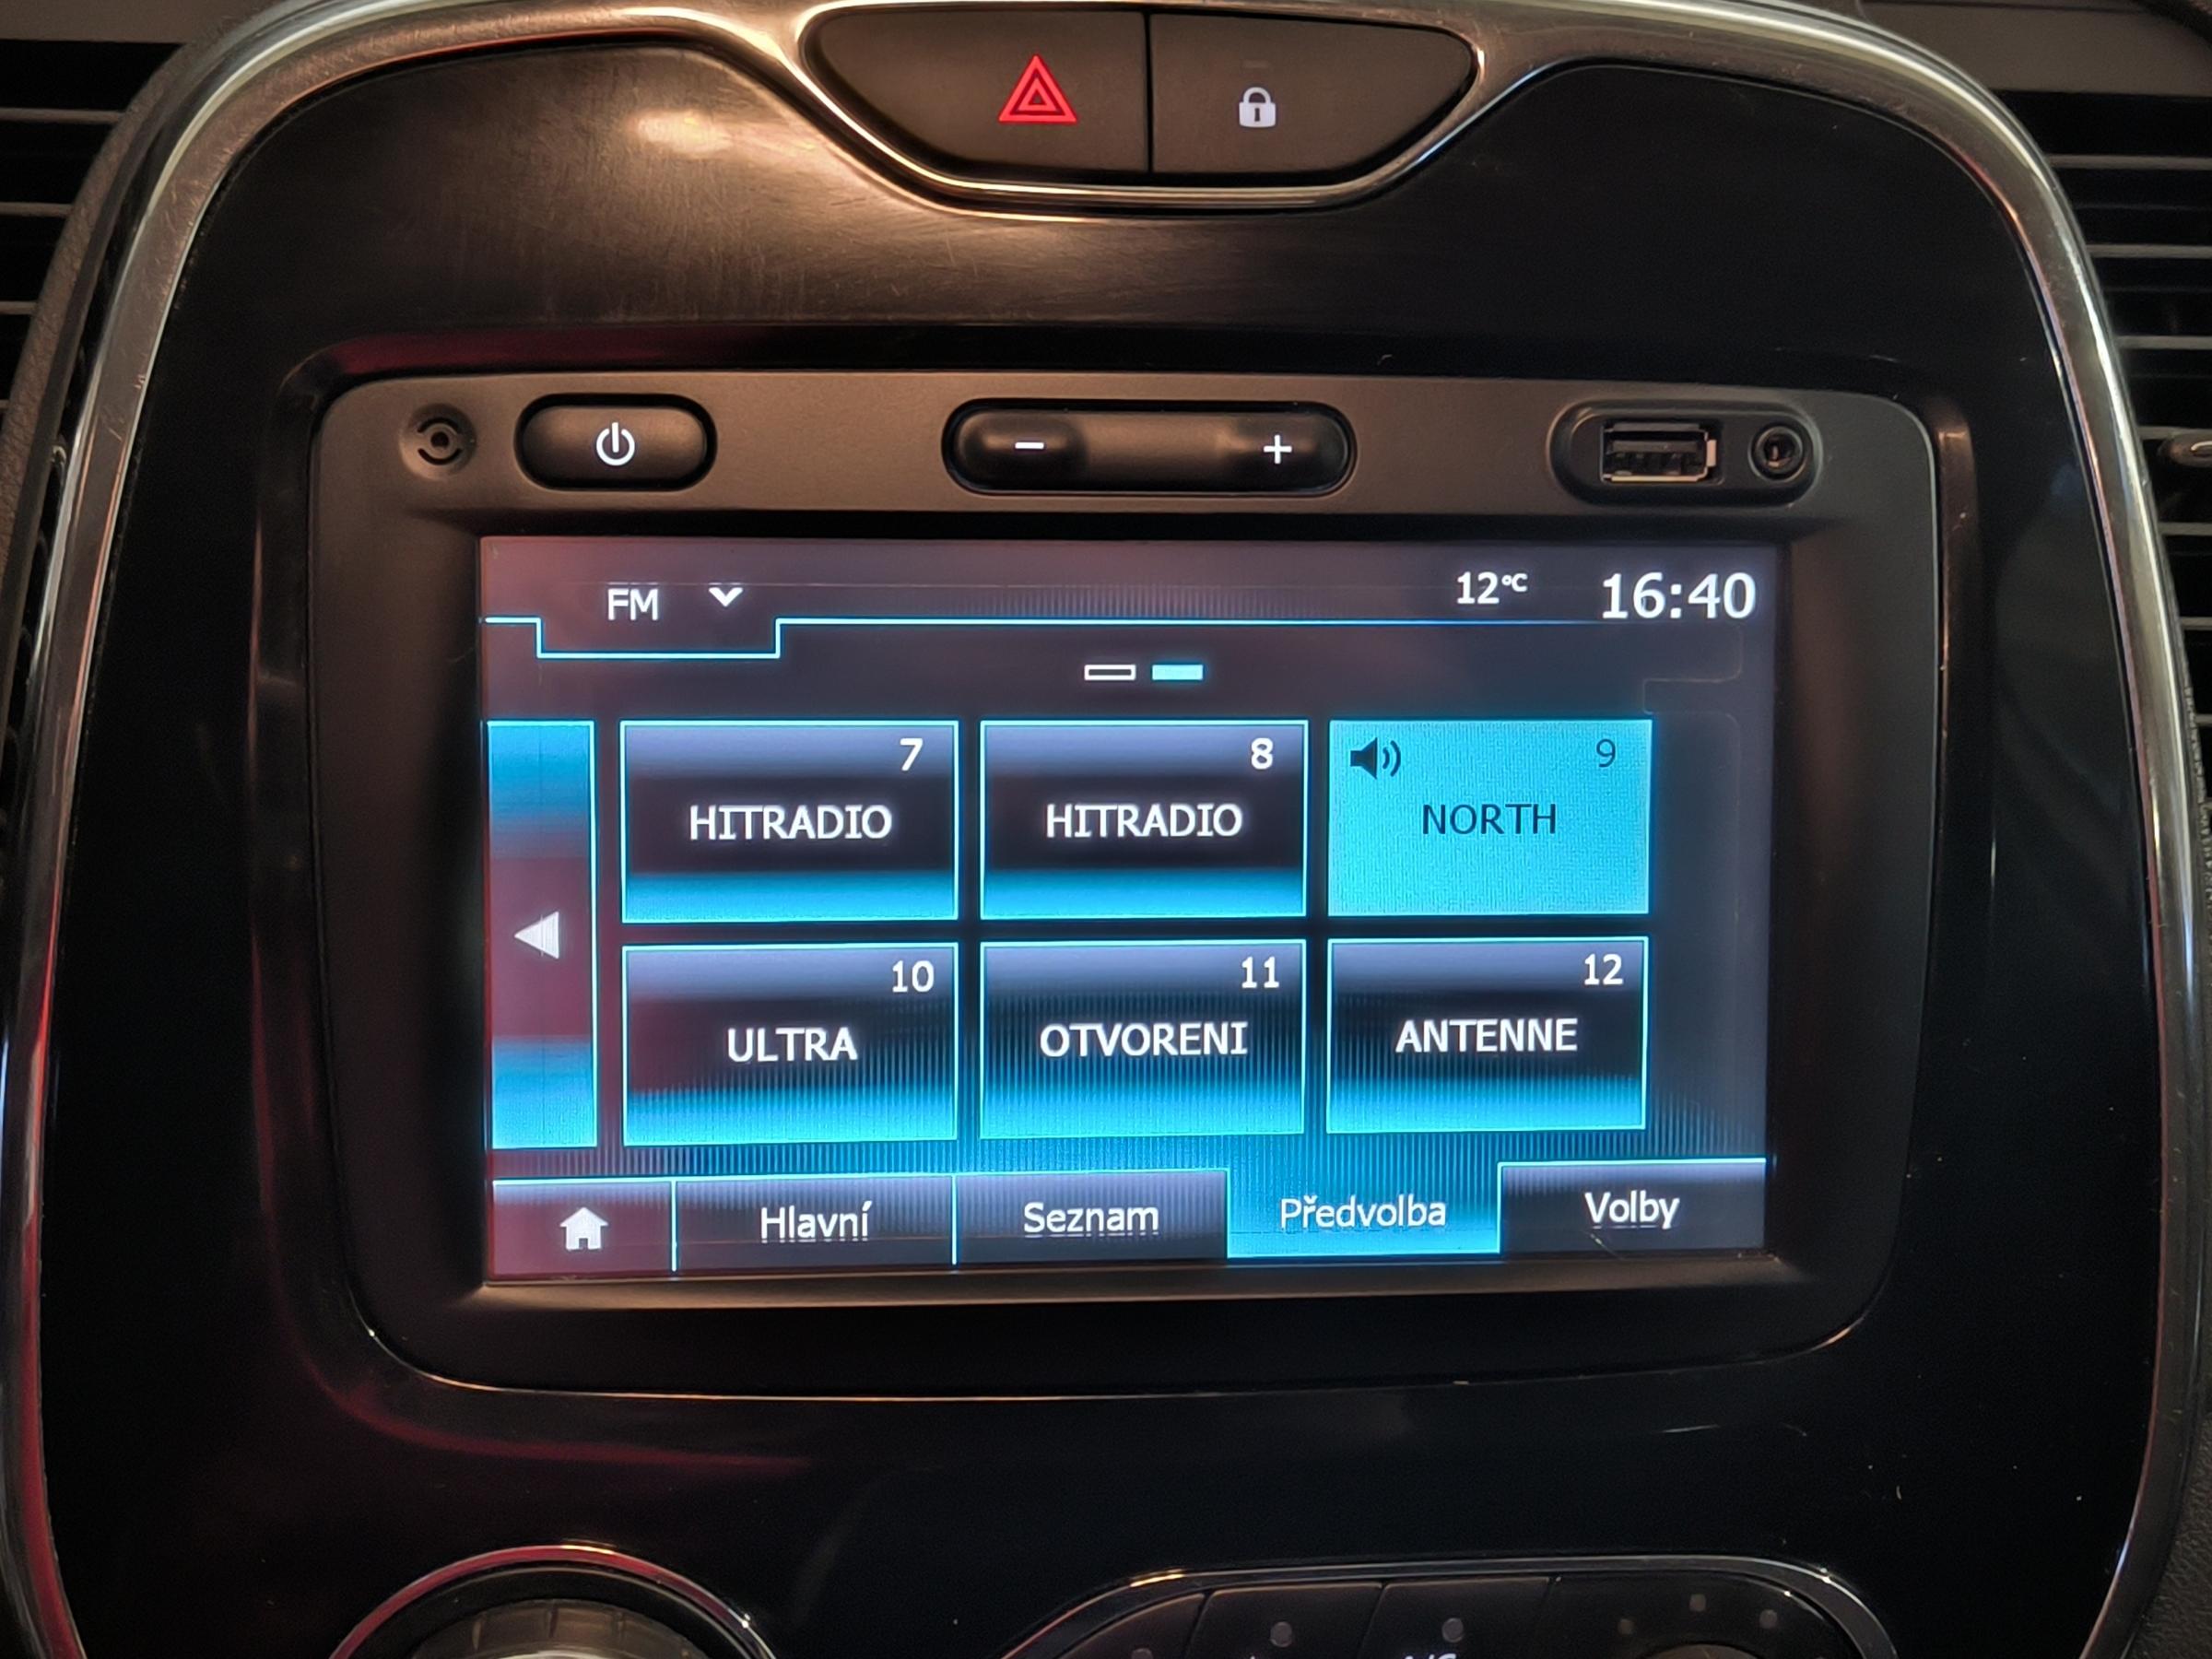 FM 12°C 16:40
7 8 9
HITRADIO HITRADIO NORTH
10 11 12
ULTRA OTVORENI ANTENNE
Hlavní Seznam Předvolba Volby